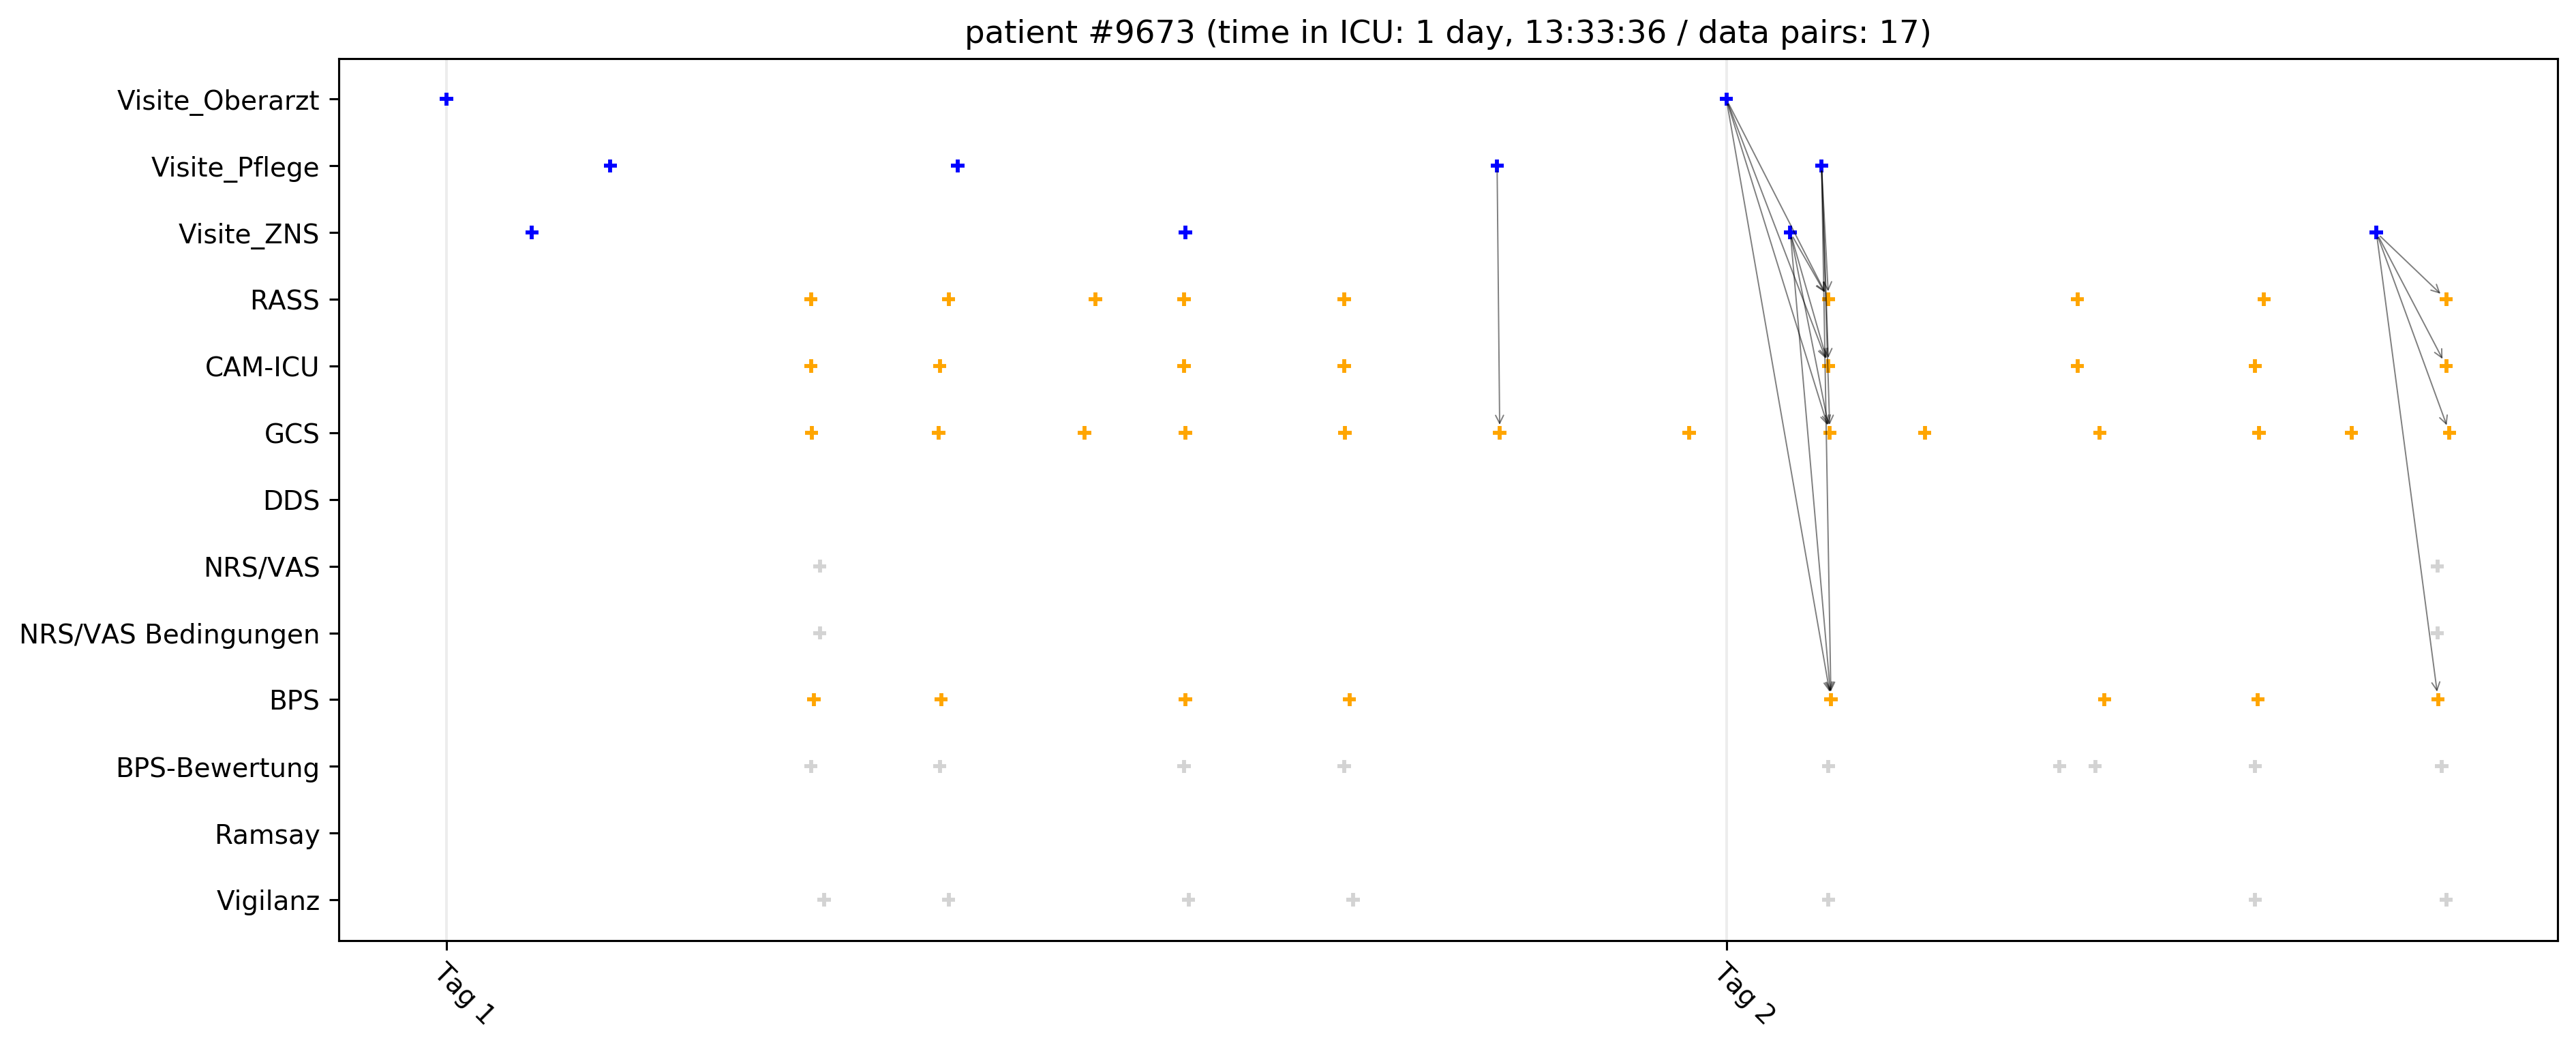 patient #9673 (time in ICU: 1 day, 13:33:36 / data pairs: 17)
Visite_Oberarzt
Visite_Pflege
Visite_ZNS
RASS
CAM-ICU
GCS
DDS
NRS/VAS
NRS/VAS Bedingungen
BPS
BPS-Bewertung
Ramsay
Vigilanz
Tag 1
Tag 2